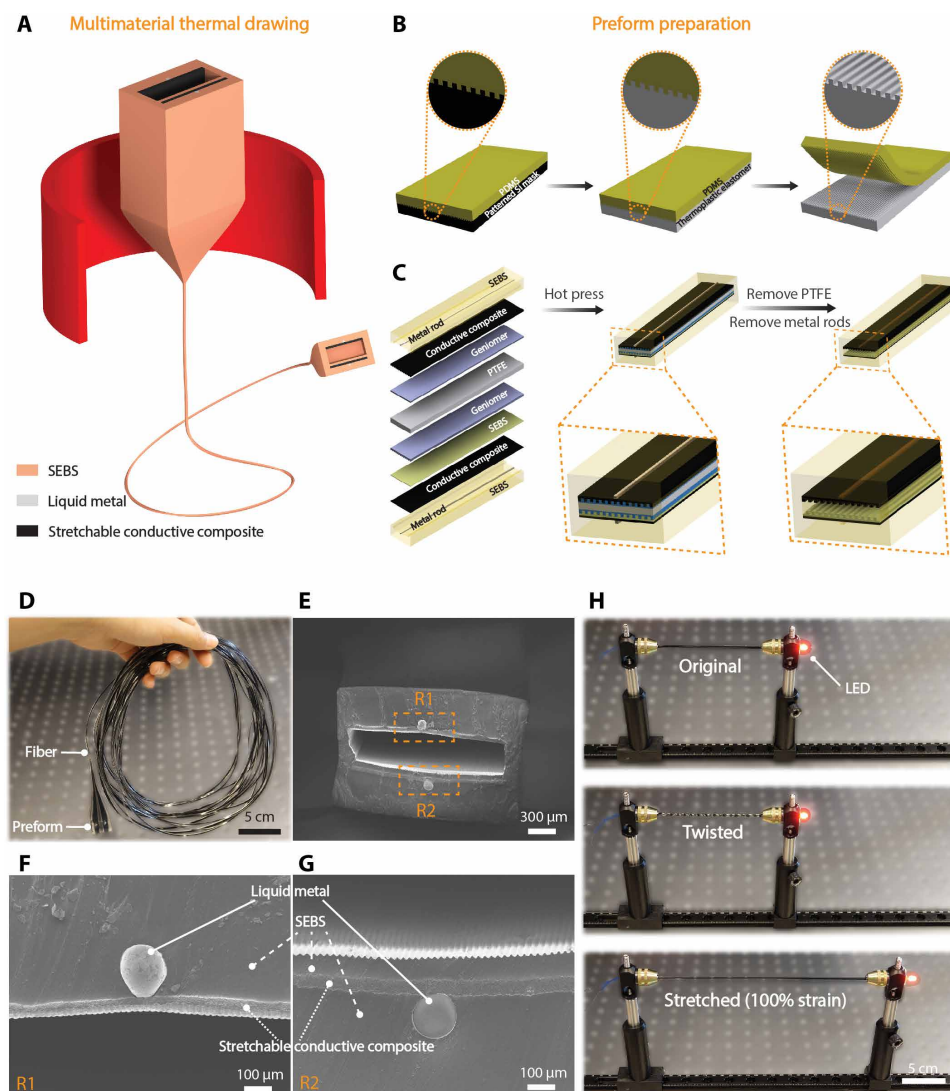 A
Multimaterial thermal drawing
SEBS
Liquid metal
Stretchable conductive composite
B
Preform preparation
PDMS
Patterned Si mask
PDMS
Thermoplastic elastomer
C
SEBS
Metal rod
Conductive composite
Geniomer
PTFE
Geniomer
SEBS
Conductive composite
SEBS
Metal rod
Hot press
Remove PTFE
Remove metal rods
D
Fiber
Preform
5 cm
E
R1
R2
300 µm
F
Liquid metal
SEBS
Stretchable conductive composite
R1
100 µm
G
R2
100 µm
H
Original
LED
Twisted
Stretched (100% strain)
5 cm